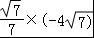 √7/7 × (-4√7)